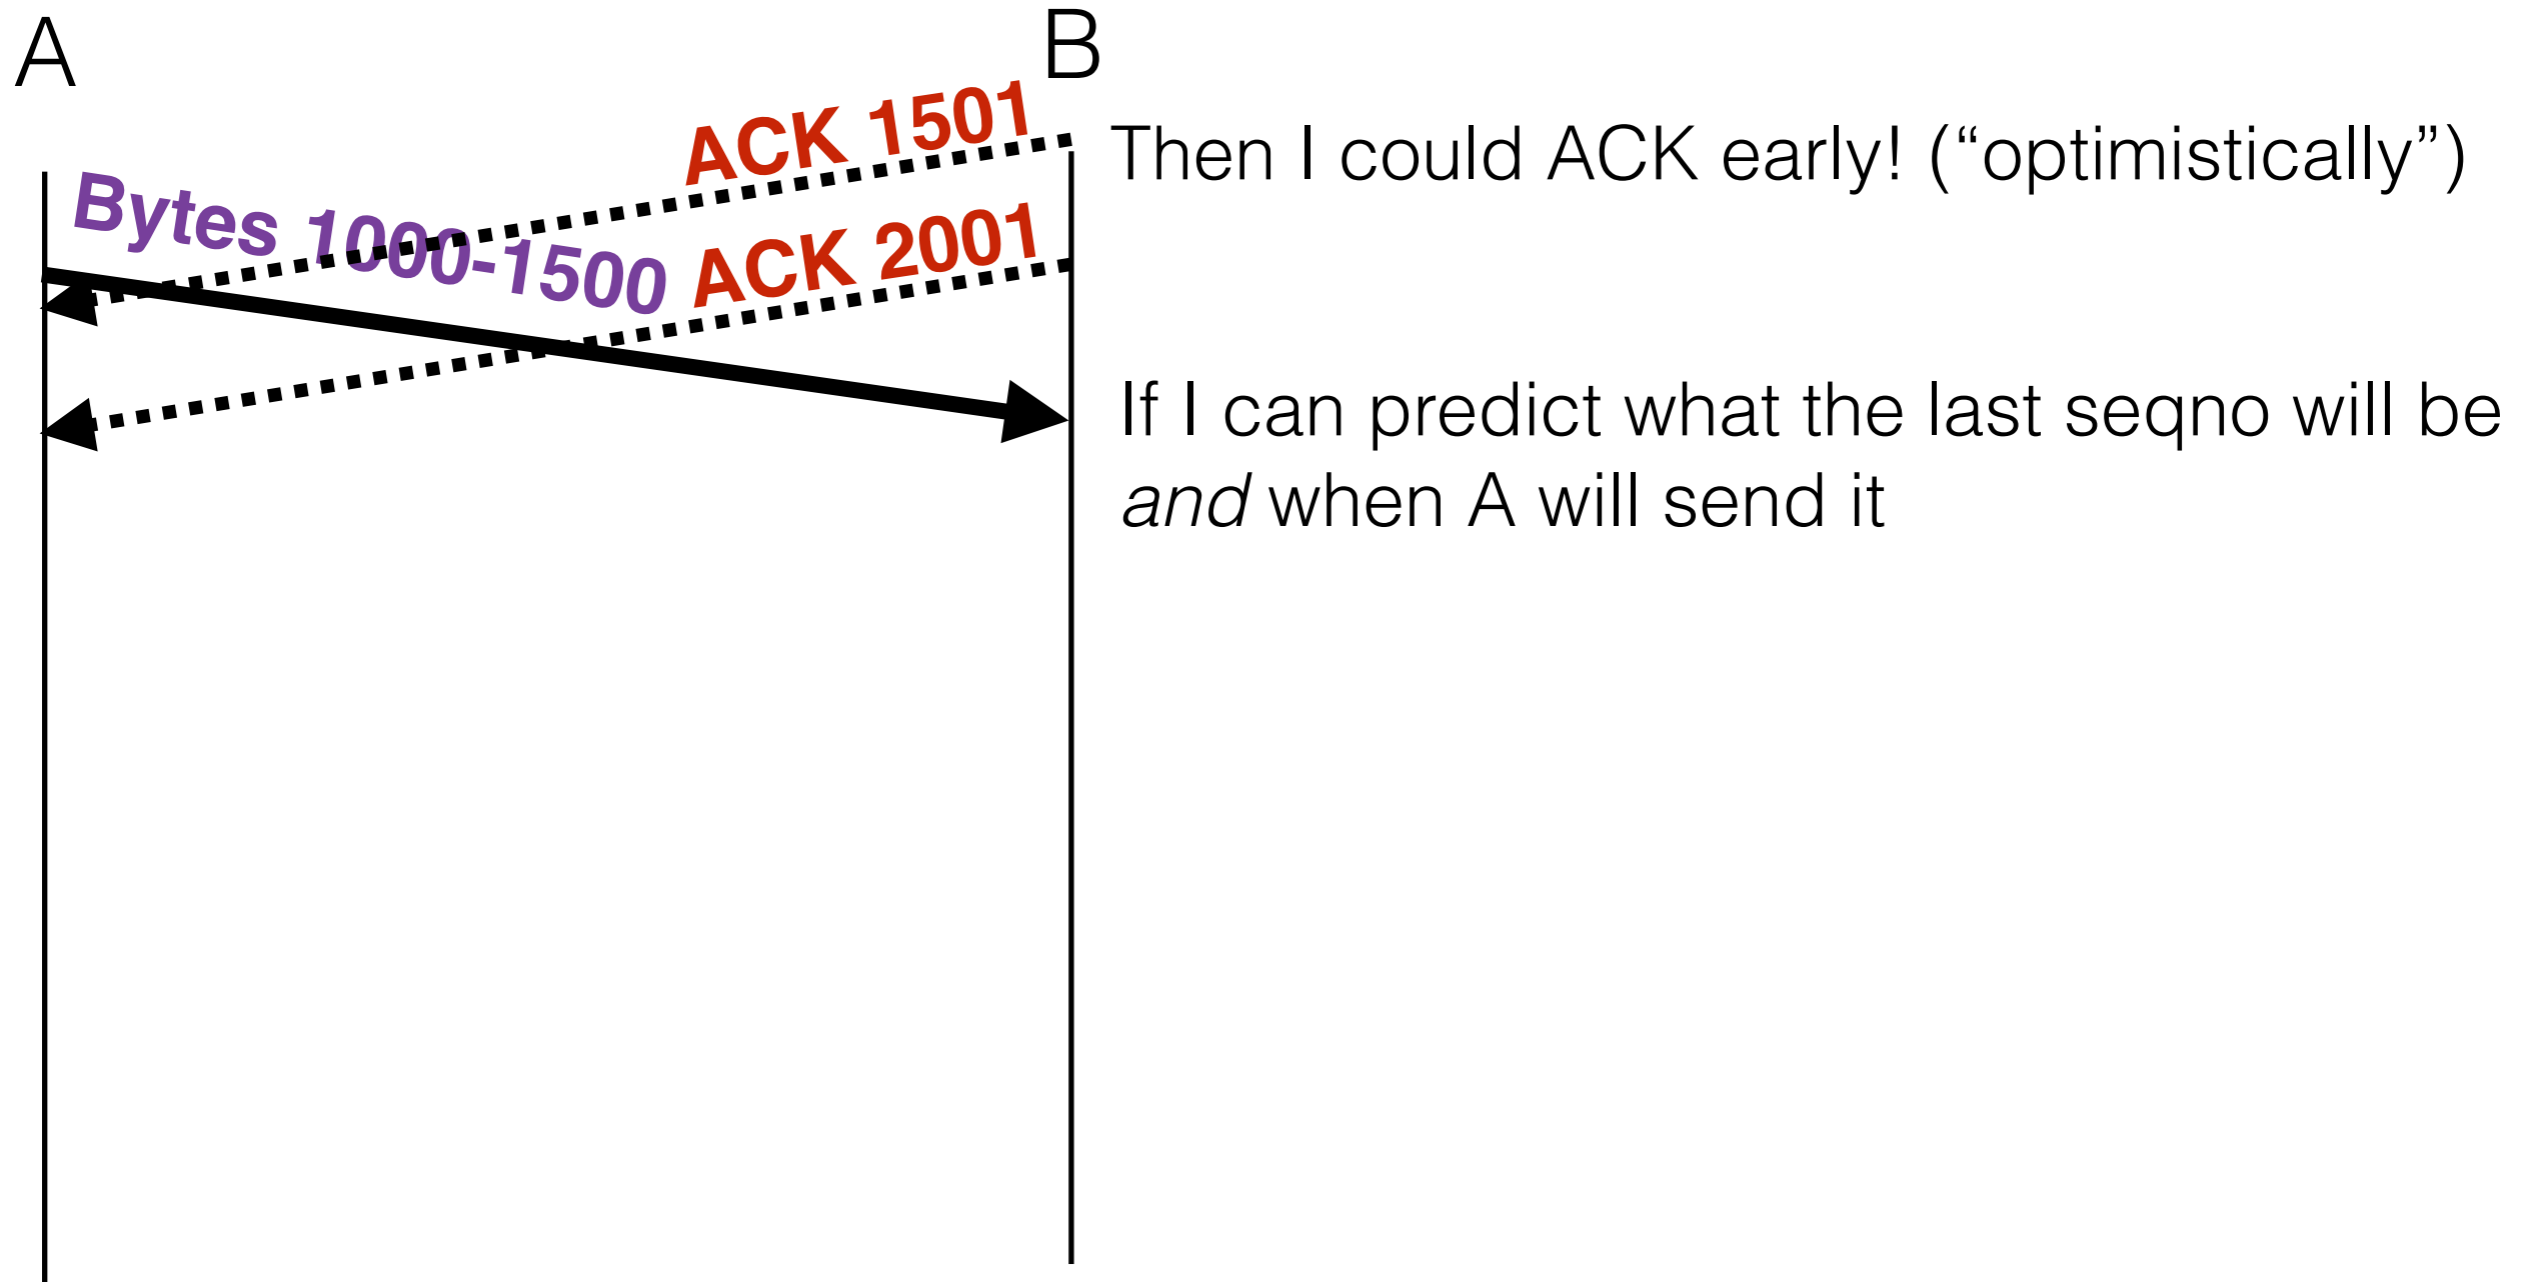 A
B
ACK 1501
Then I could ACK early! (“optimistically”)
Bytes 1000-1500
ACK 2001
If I can predict what the last seqno will be
and when A will send it